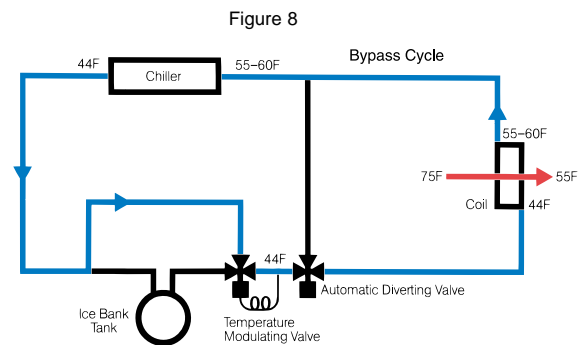 Figure 8
44F
Chiller
55–60F
Bypass Cycle
55–60F
75F
55F
Coil
44F
44F
Automatic Diverting Valve
Ice Bank
Tank
Temperature
Modulating Valve